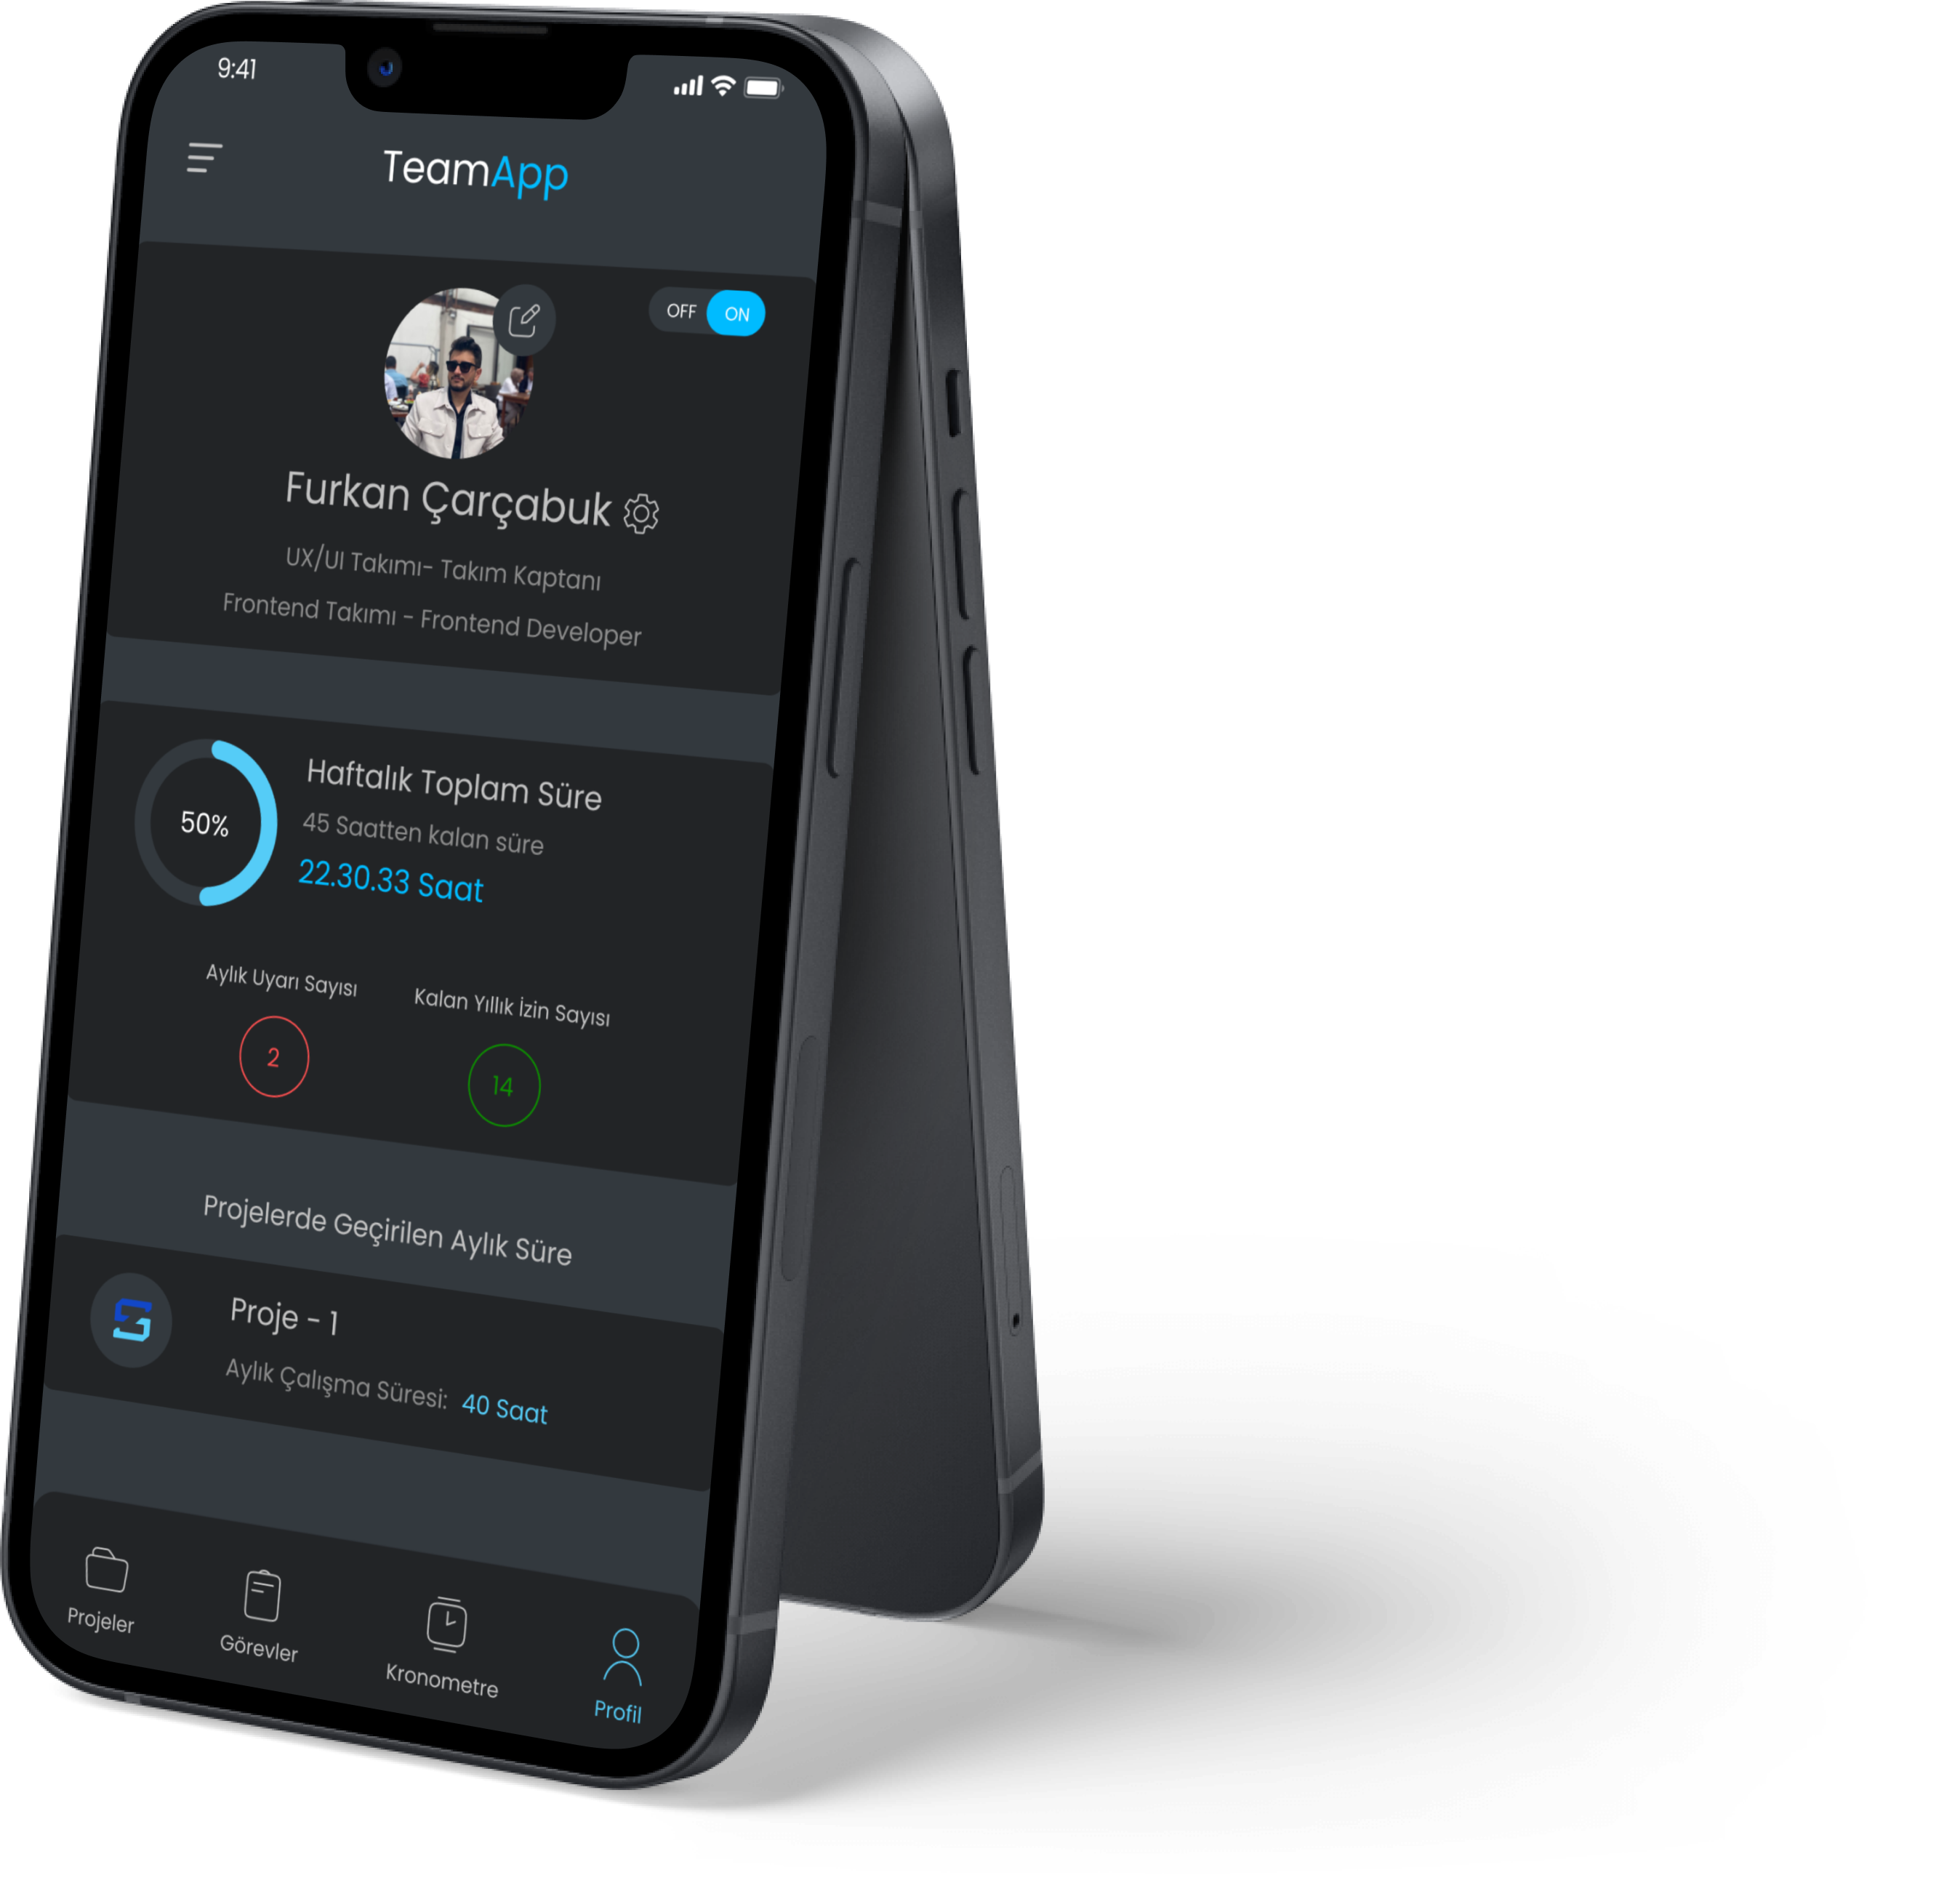 9:41
TeamApp
OFF ON
Furkan Çarçabuk
UX/UI Takımı- Takım Kaptanı
Frontend Takımı - Frontend Developer
50%
Haftalık Toplam Süre
45 Saatten kalan süre
22.30.33 Saat
Aylık Uyarı Sayısı
Kalan Yıllık İzin Sayısı
2
14
Projelerde Geçirilen Aylık Süre
Proje - 1
Aylık Çalışma Süresi: 40 Saat
Projeler
Görevler
Kronometre
Profil